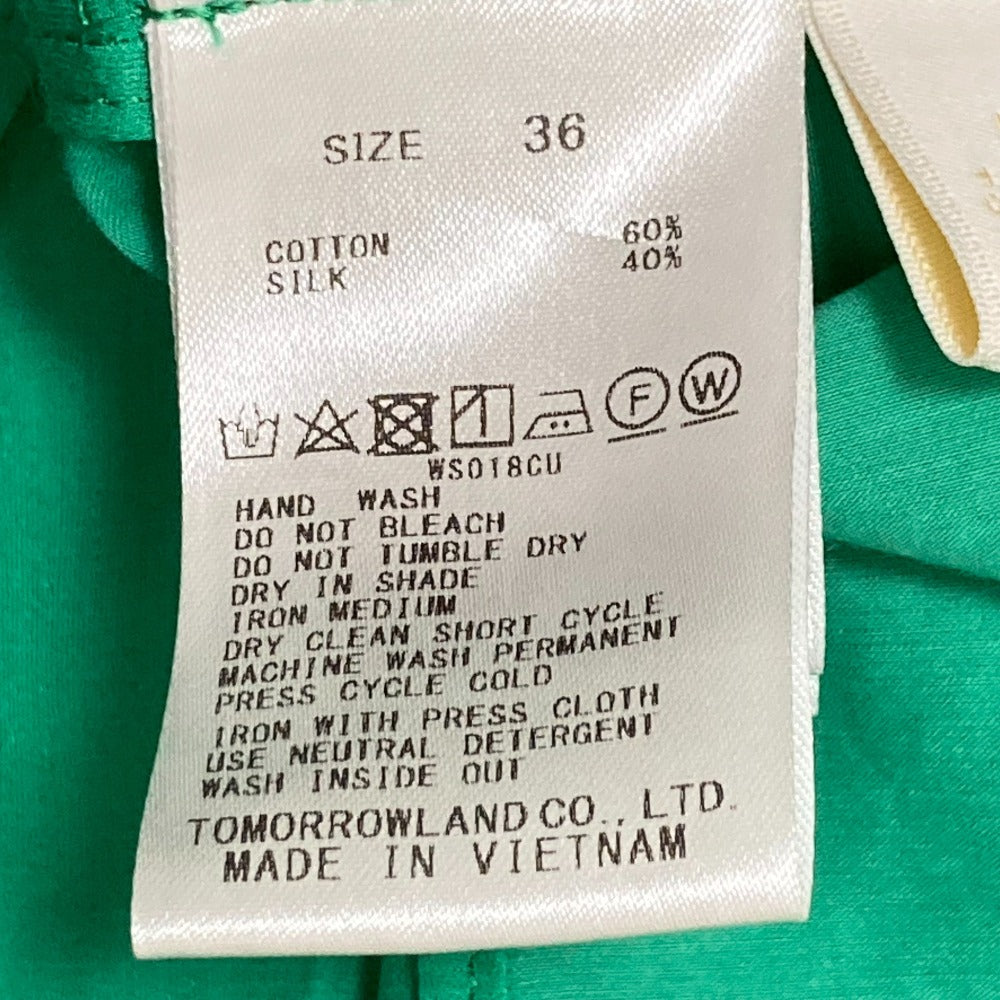 SIZE 36
COTTON 60%
SILK 40%
F W
WS018CU
HAND WASH
DO NOT BLEACH
DO NOT TUMBLE DRY
DRY IN SHADE
IRON MEDIUM
DRY CLEAN SHORT CYCLE
MACHINE WASH PERMANENT
PRESS CYCLE COLD
IRON WITH PRESS CLOTH
USE NEUTRAL DETERGENT
WASH INSIDE OUT
TOMORROWLAND CO., LTD.
MADE IN VIETNAM